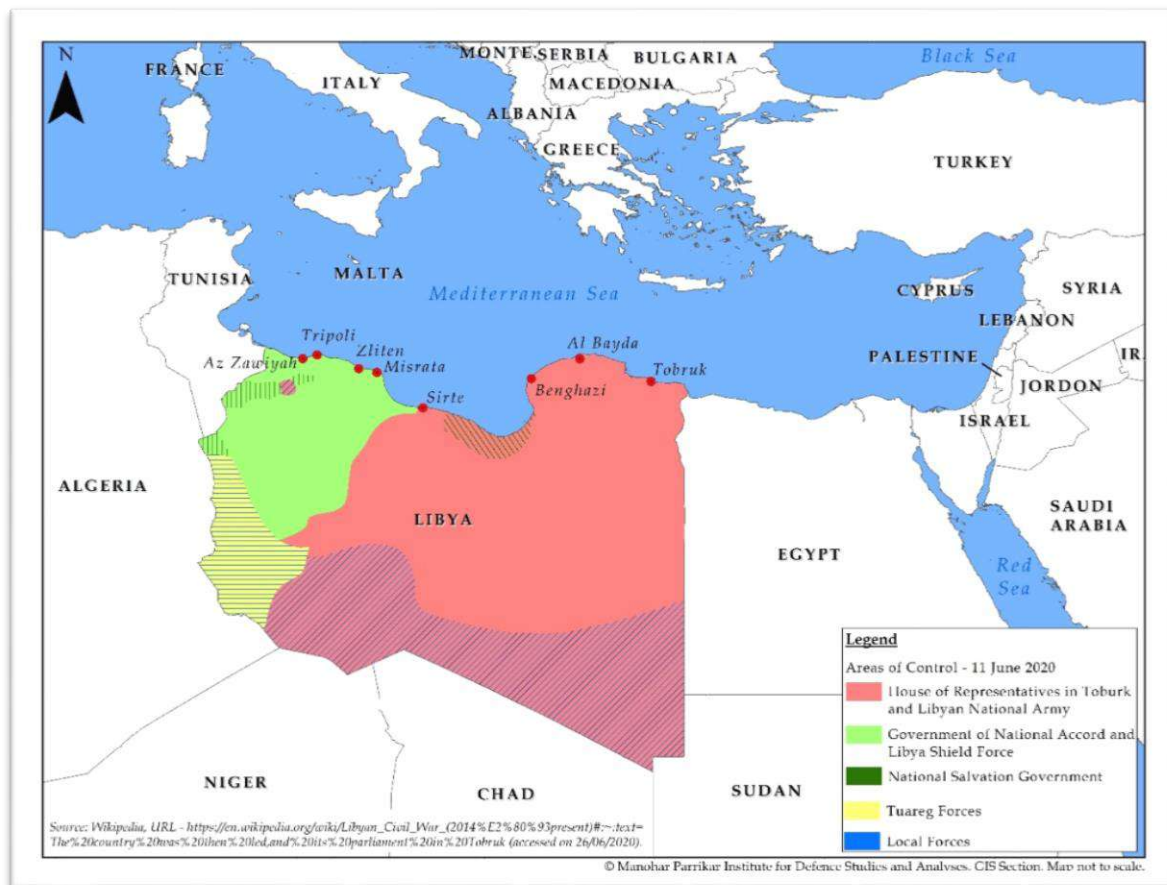 N
FRANCE
ITALY
MONTE.
SERBIA
BULGARIA
Black Sea
MACEDONIA
ALBANIA
GREECE
TURKEY
TUNISIA
MALTA
Mediterranean Sea
CYPRUS
SYRIA
LEBANON
PALESTINE
IRA
JORDON
ISRAEL
Tripoli
Az Zawiyah
Zliten
Misrata
Sirte
Al Bayda
Benghazi
Tobruk
ALGERIA
LIBYA
EGYPT
SAUDI
ARABIA
Red
Sea
NIGER
CHAD
SUDAN
Legend
Areas of Control - 11 June 2020
House of Representatives in Toburk
and Libyan National Army
Government of National Accord and
Libya Shield Force
National Salvation Government
Tuareg Forces
Local Forces
Source: Wikipedia, URL - https://en.wikipedia.org/wiki/Libyan_Civil_War_(2014%E2%80%93present)#:~:text=
The%20country%20was%20then%20led,and%20its%20parliament%20in%20Tobruk (accessed on 26/06/2020).
© Manohar Parrikar Institute for Defence Studies and Analyses. CIS Section. Map not to scale.